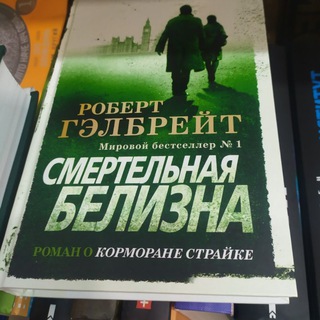 РОБЕРТ
ГЭЛБРЕЙТ
Мировой бестселлер № 1
СМЕРТЕЛЬНАЯ
БЕЛИЗНА
РОМАН О КОРМОРАНЕ СТРАЙКЕ